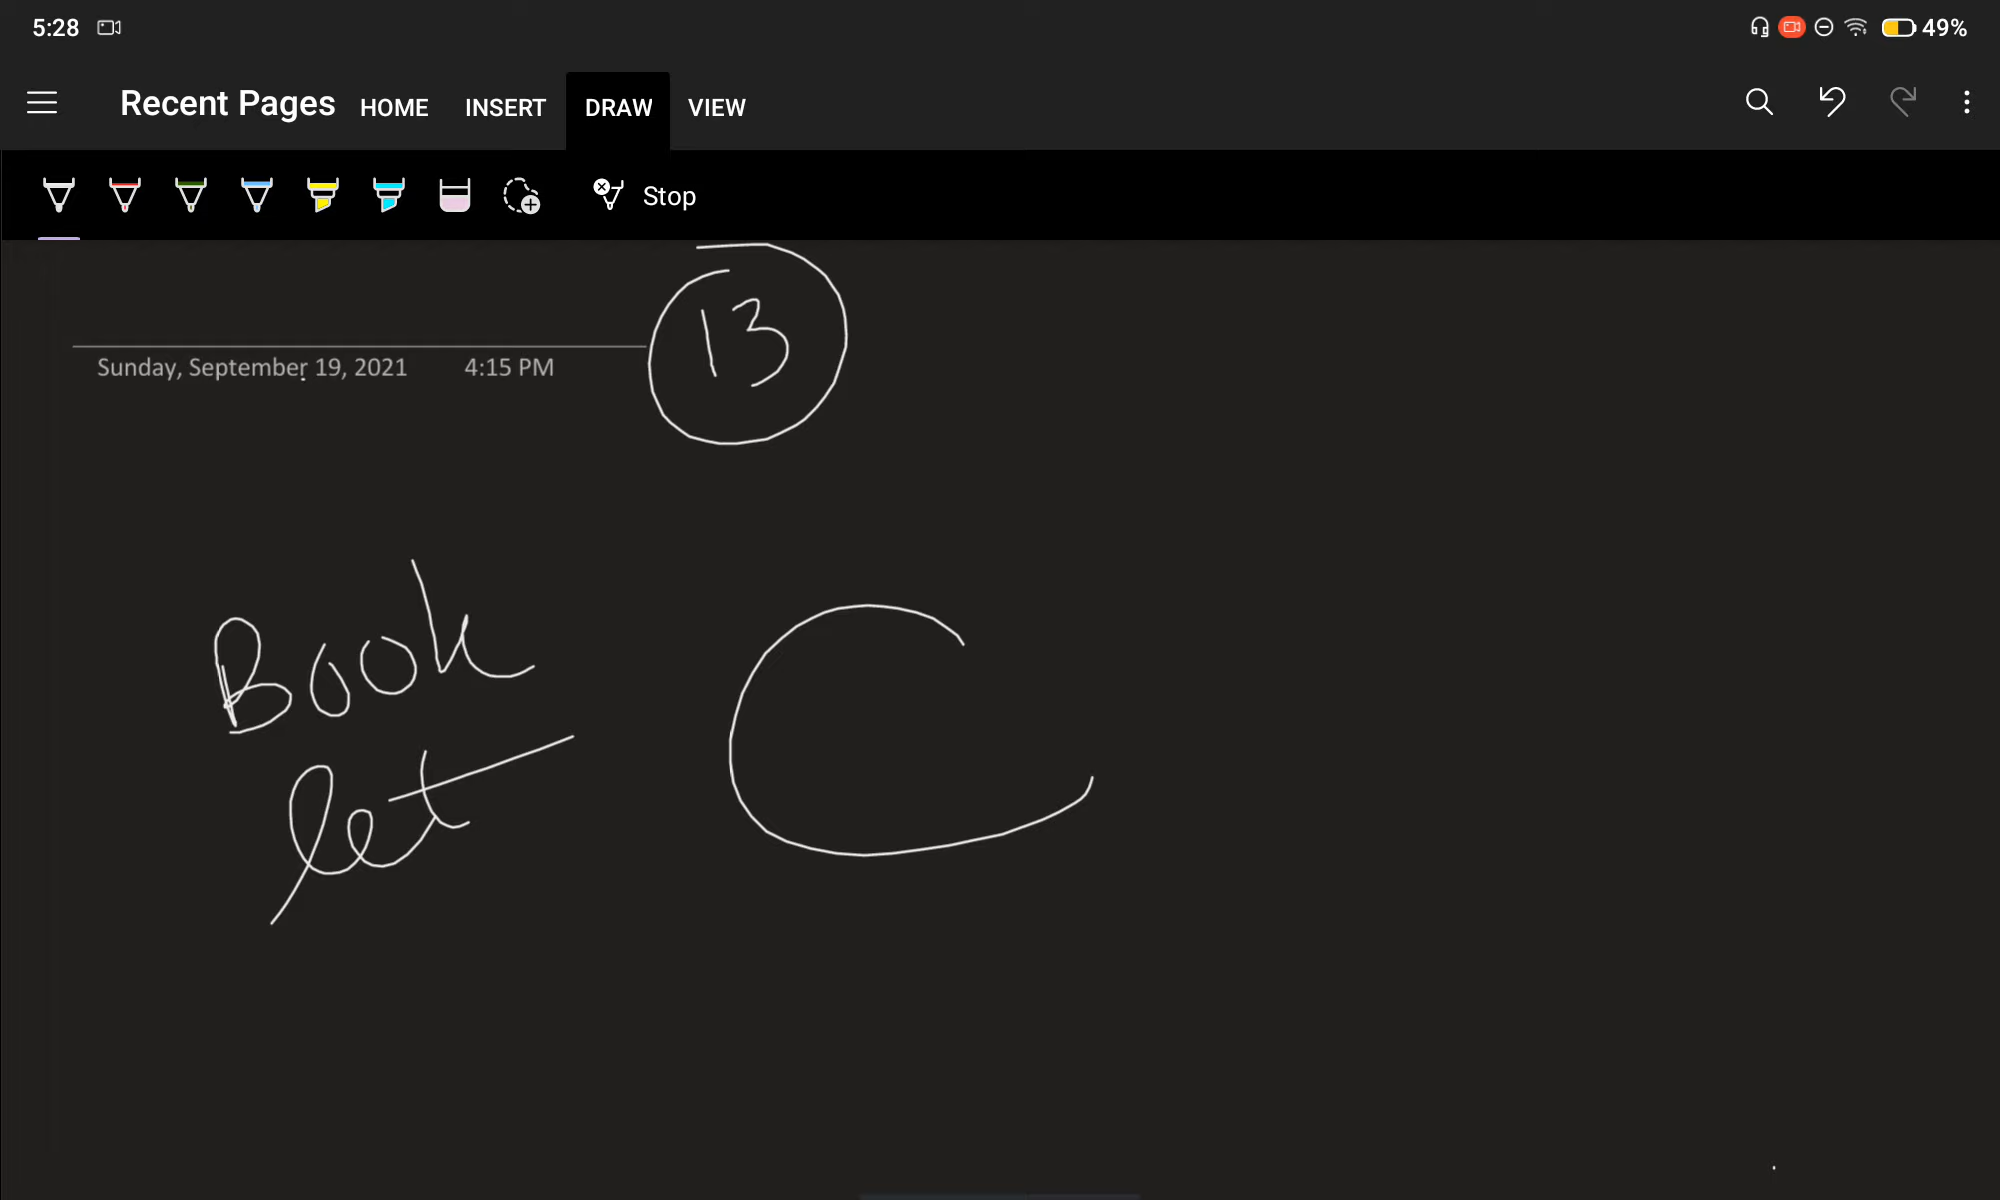 5:28 49%
Recent Pages HOME INSERT DRAW VIEW
Stop
13
Sunday, September 19, 2021 4:15 PM
Book
let
C